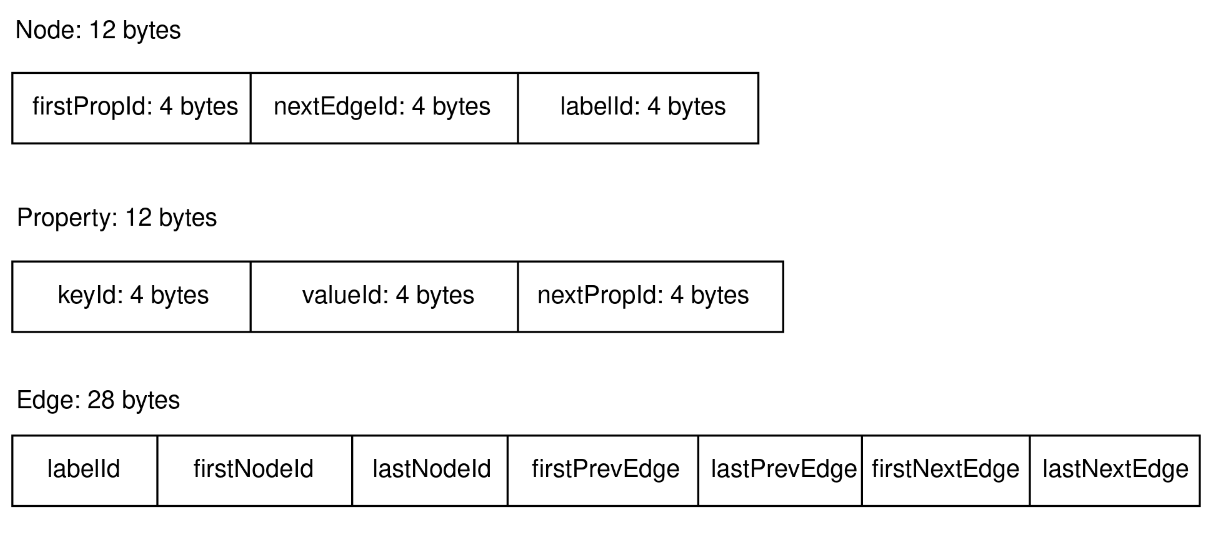 Node: 12 bytes
firstPropId: 4 bytes nextEdgeId: 4 bytes labelId: 4 bytes
Property: 12 bytes
keyId: 4 bytes valueId: 4 bytes nextPropId: 4 bytes
Edge: 28 bytes
labelId firstNodeId lastNodeId firstPrevEdge lastPrevEdge firstNextEdge lastNextEdge